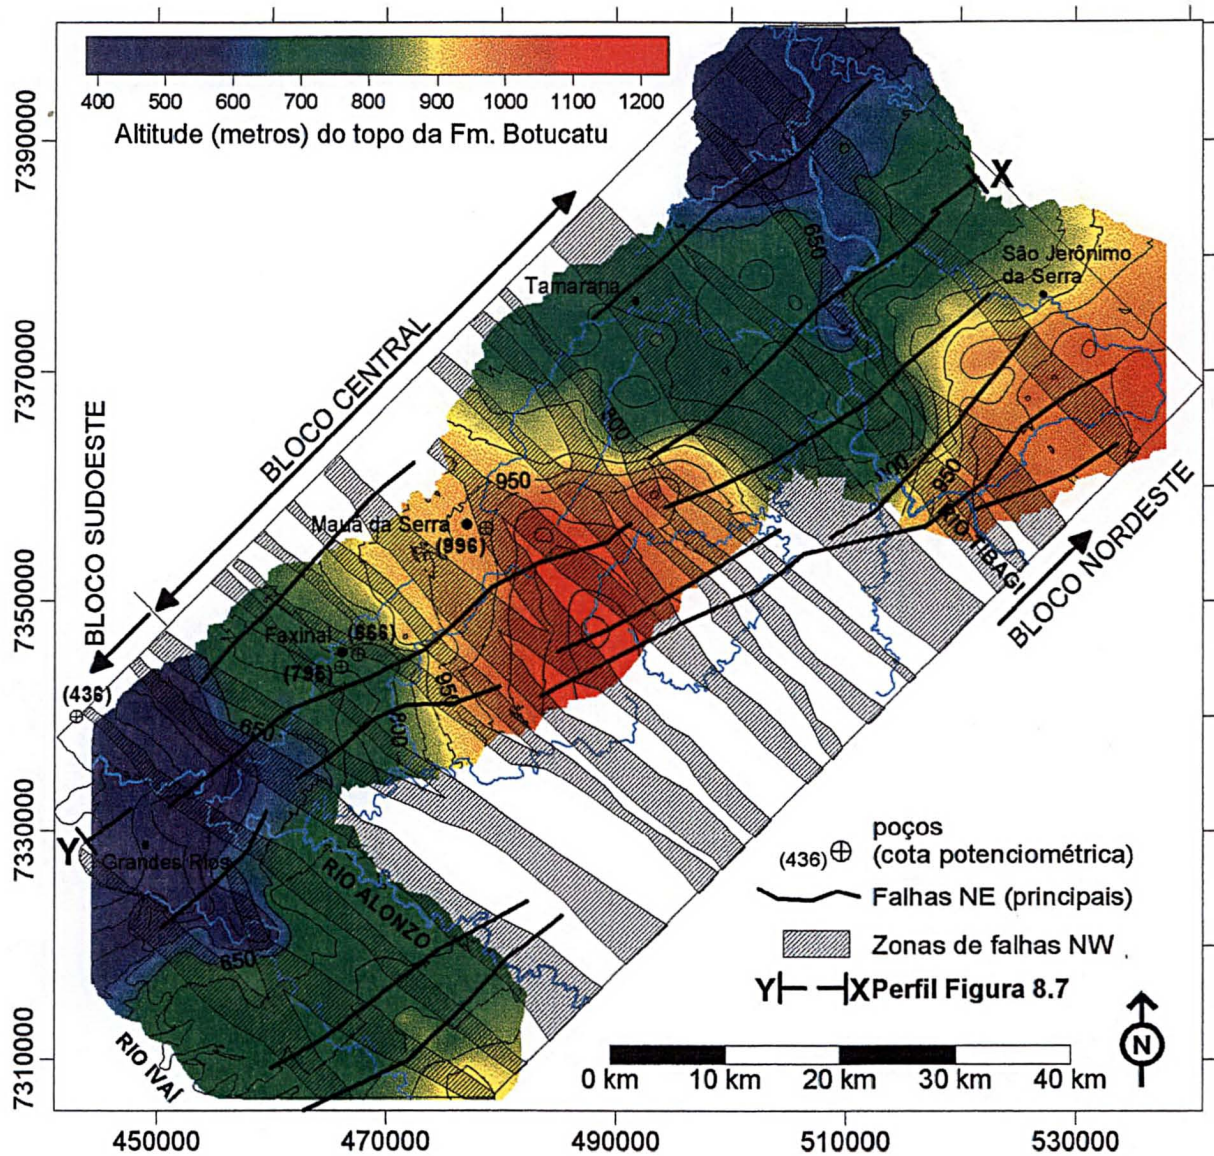 400 500 600 700 800 900 1000 1100 1200
Altitude (metros) do topo da Fm. Botucatu
7390000
7370000
7350000
7330000
7310000
BLOCO SUDOESTE
BLOCO CENTRAL
BLOCO NORDESTE
X
650
São Jerônimo
da Serra
Tamarana
800
950
950
Mauá da Serra
(996)
RIO TIBAGI
Faxinal
(666)
(796)
(436)
950
800
650
Y
Grandes Rios
RIO ALONZO
650
RIO IVAÍ
(436) poços
(cota potenciométrica)
Falhas NE (principais)
Zonas de falhas NW
Y X Perfil Figura 8.7
N
0 km 10 km 20 km 30 km 40 km
450000 470000 490000 510000 530000